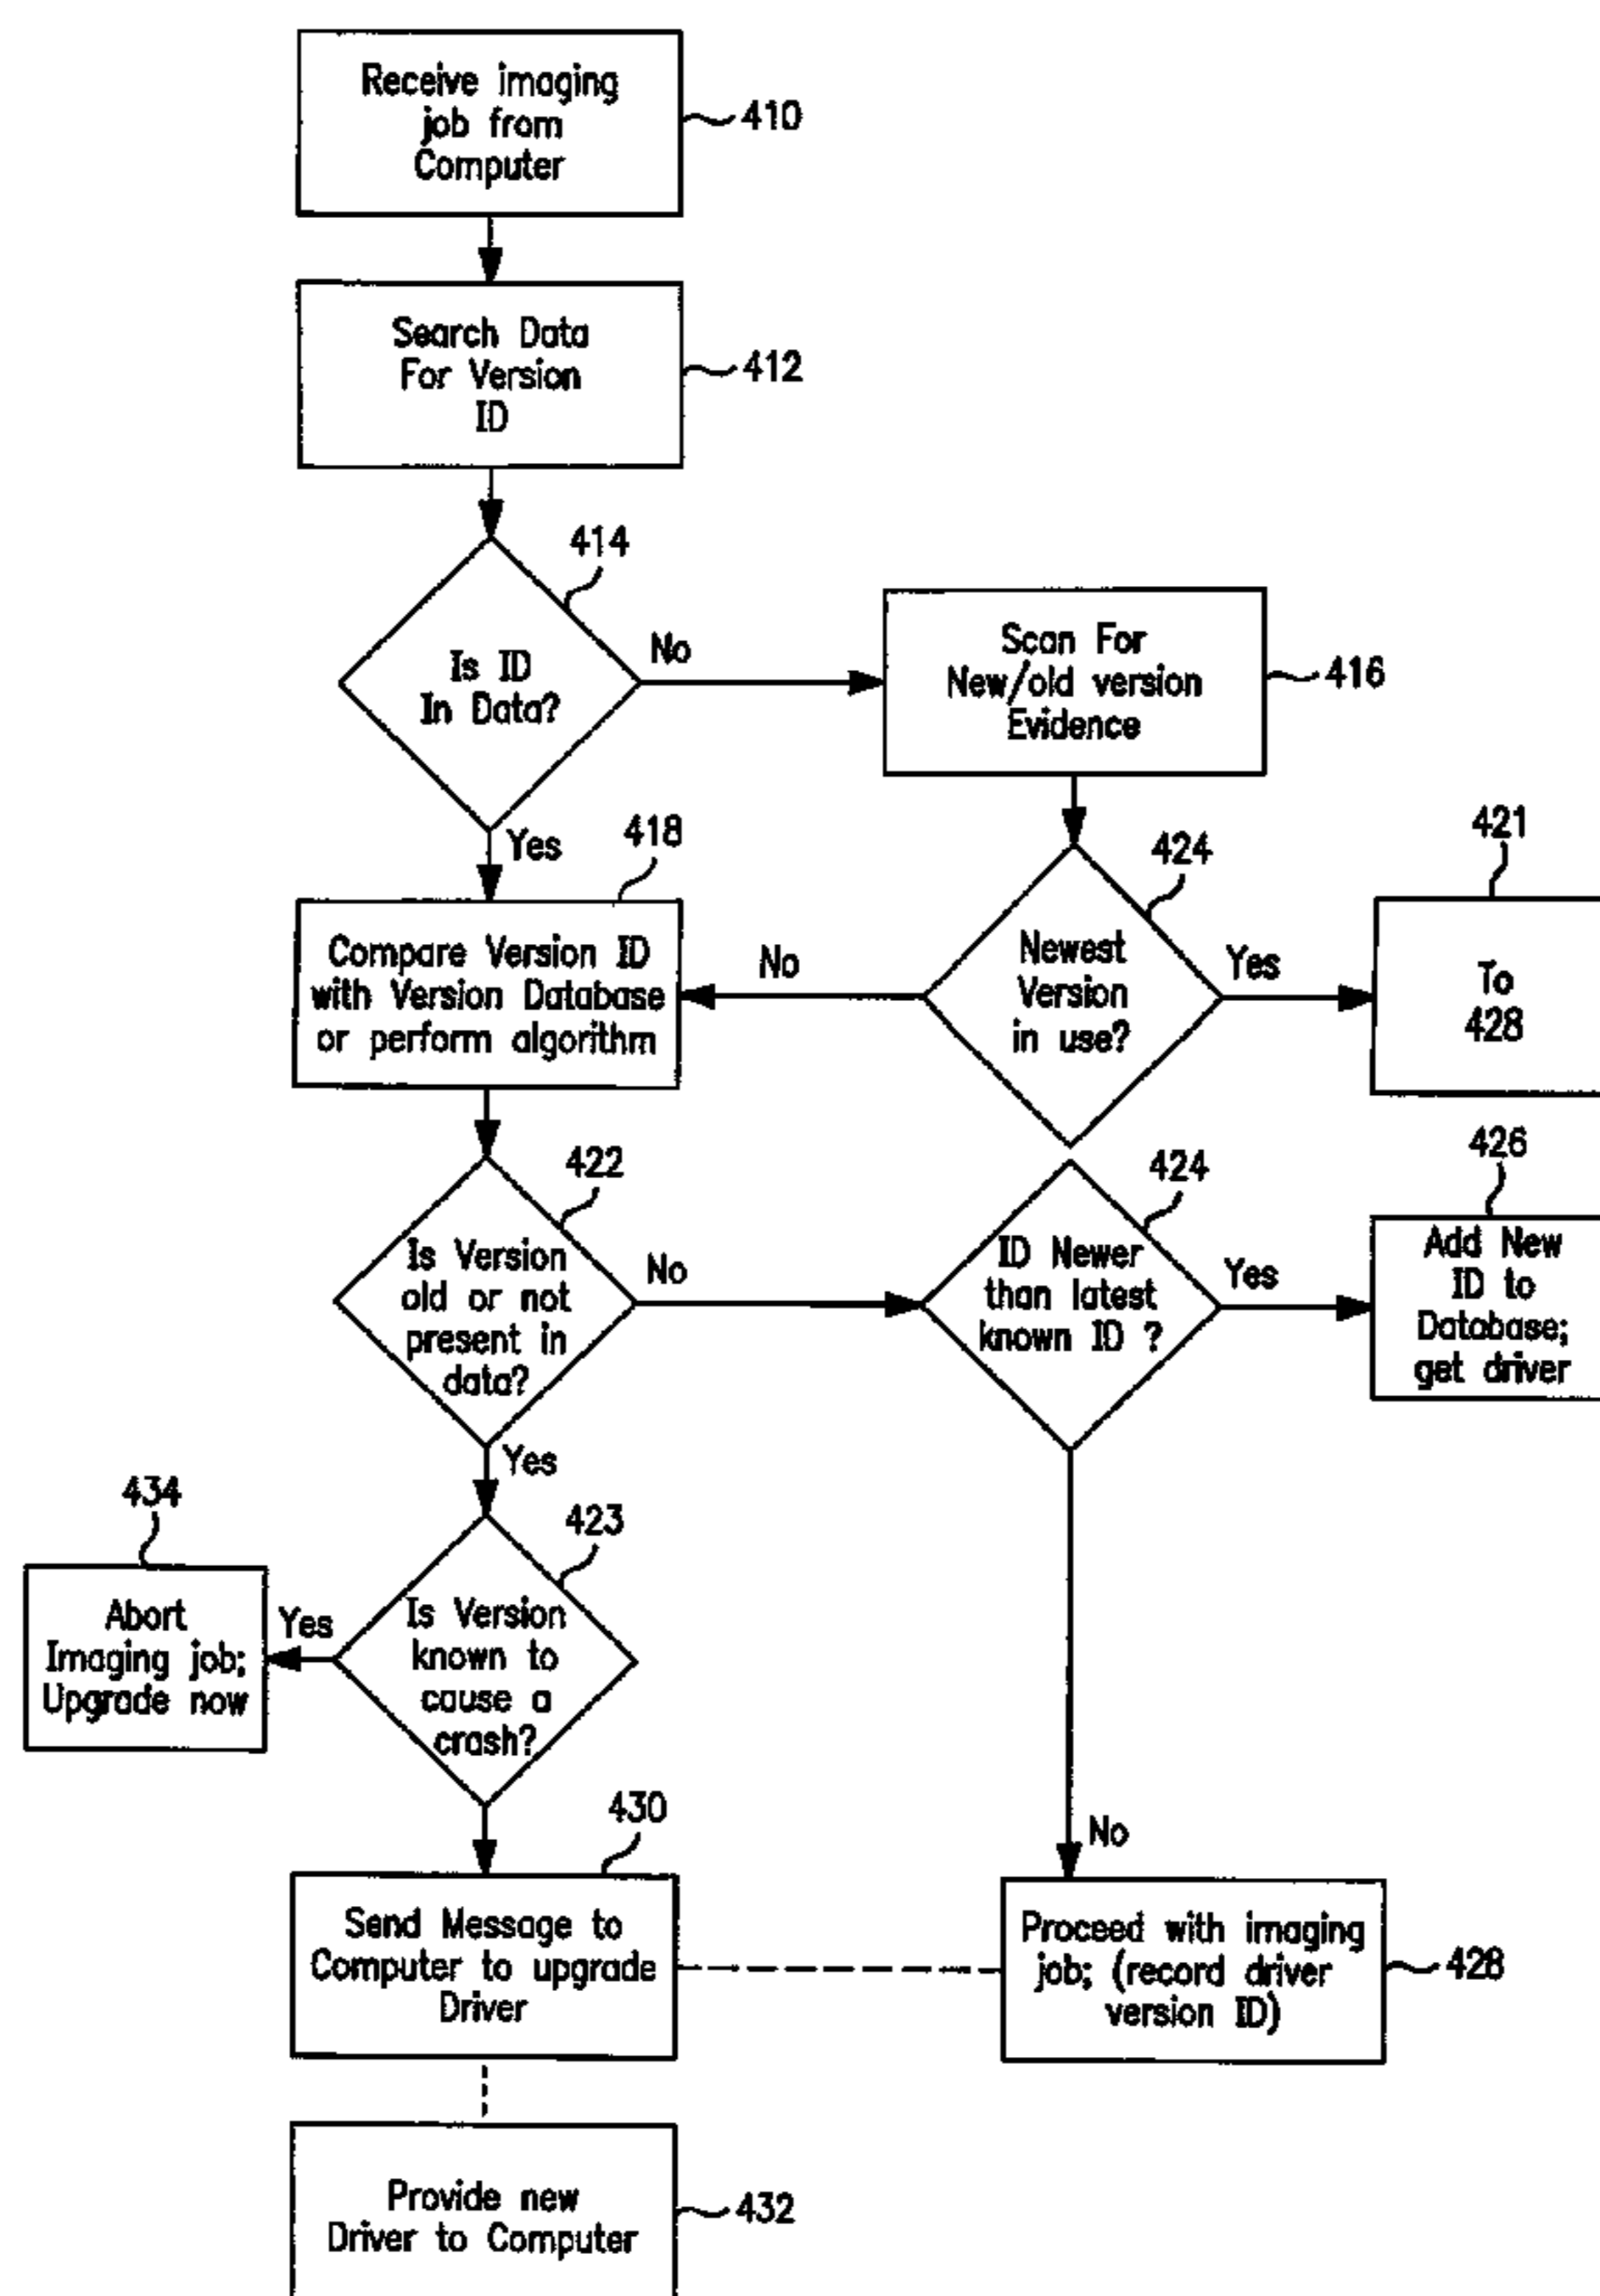 Receive imaging
job from
Computer
410
Search Data
For Version
ID
412
414
Is ID
In Data?
No
Yes
Scan For
New/old version
Evidence
416
418
Compare Version ID
with Version Database
or perform algorithm
No
424
Newest
Version
in use?
Yes
421
To
428
422
Is Version
old or not
present in
data?
No
Yes
424
ID Newer
than latest
known ID ?
Yes
No
426
Add New
ID to
Database;
get driver
434
Abort
Imaging job;
Upgrade now
Yes
423
Is Version
known to
cause a
crash?
430
Send Message to
Computer to upgrade
Driver
Proceed with imaging
job; (record driver
version ID)
428
Provide new
Driver to Computer
432